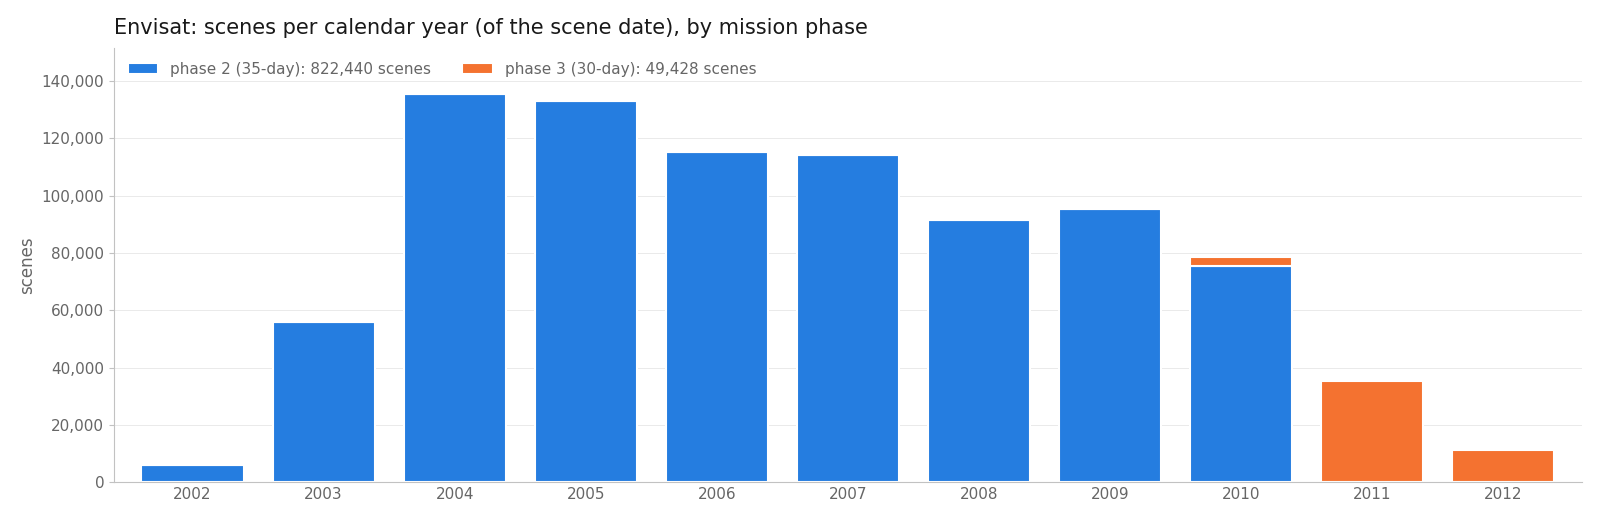 Envisat: scenes per calendar year (of the scene date), by mission phase
phase 2 (35-day): 822,440 scenes
phase 3 (30-day): 49,428 scenes
140,000
120,000
100,000
80,000
60,000
40,000
20,000
0
scenes
2002 2003 2004 2005 2006 2007 2008 2009 2010 2011 2012